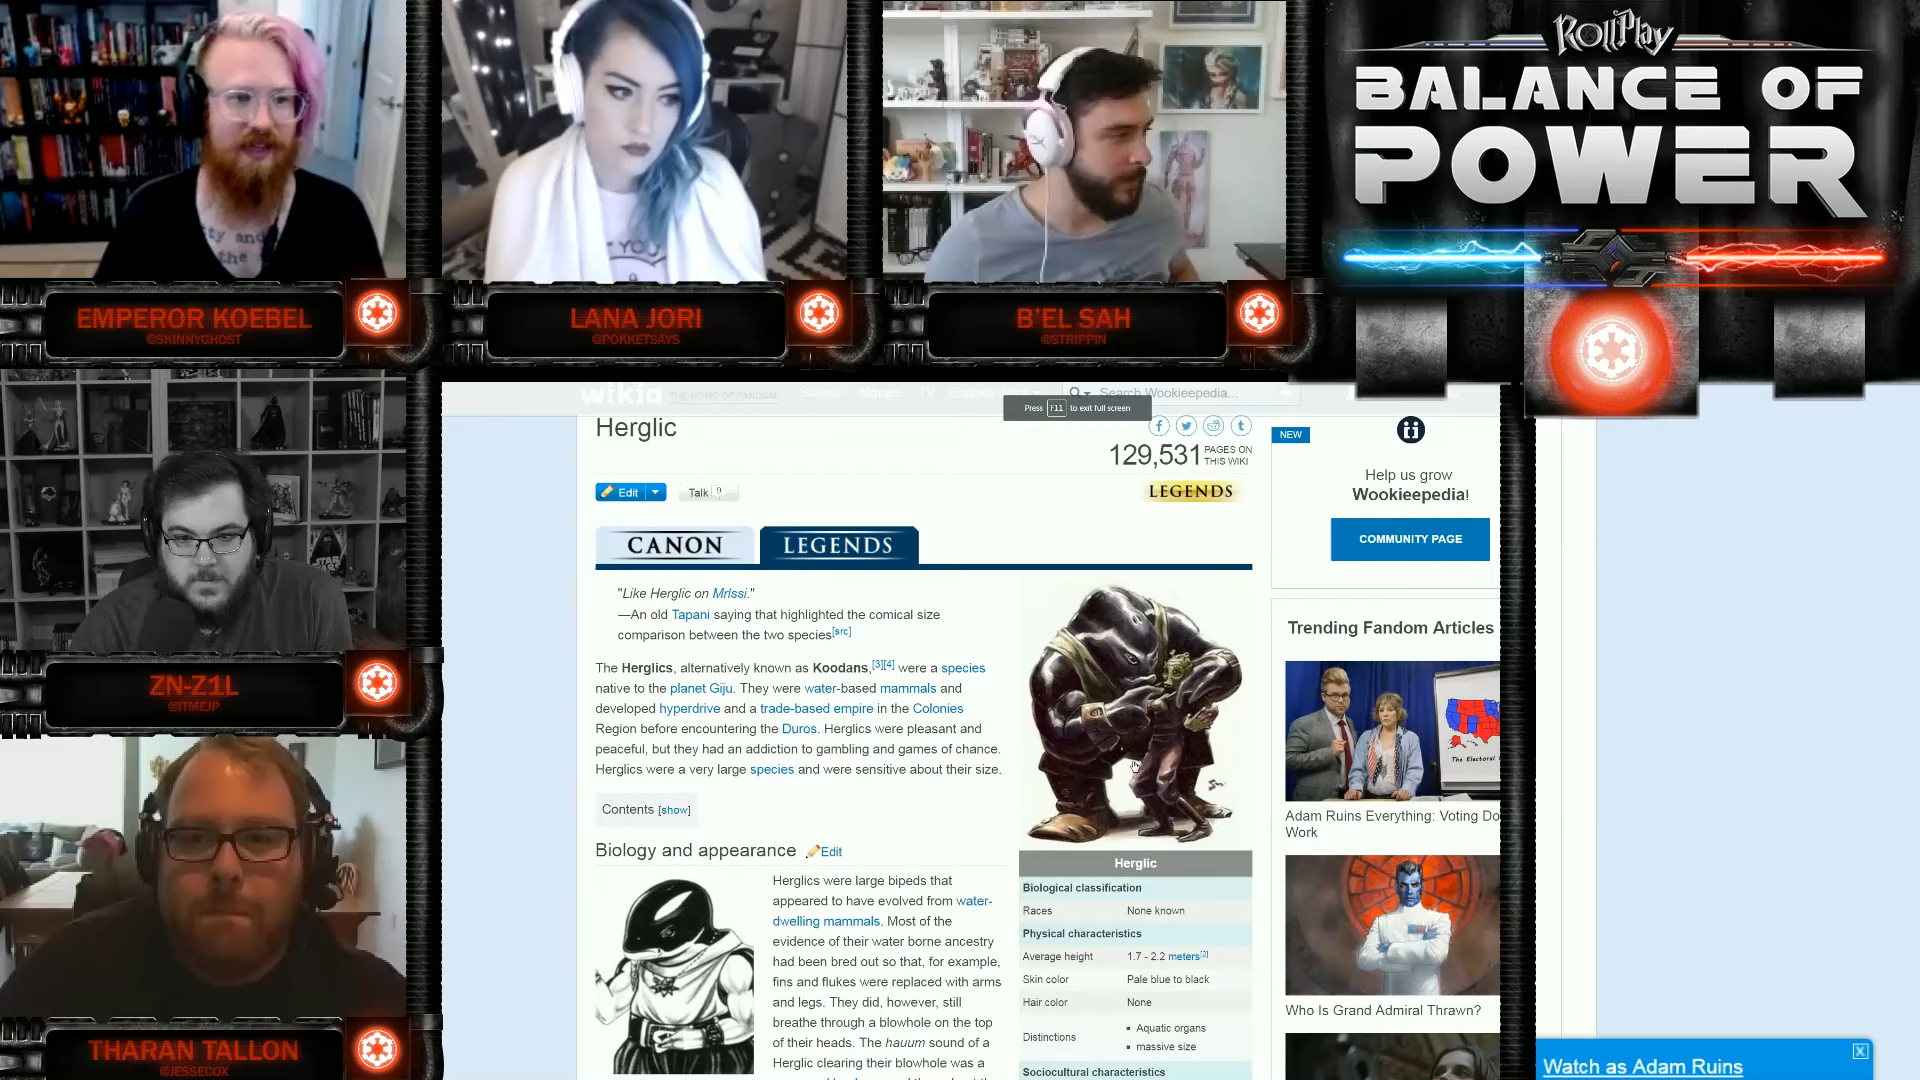 RollPlay
BALANCE OF
POWER
EMPEROR KOEBEL
@SKINNYGHOST
LANA JORI
@POKKETSAYS
B'EL SAH
@STRIPPIN
ZN-Z1L
@ITMEJP
THARAN TALLON
@JESSECOX
wikia
THE HOME OF FANDOM
Search Wookieepedia...
Press F11 to exit full screen
Herglic
129,531 PAGES ON
THIS WIKI
Edit
Talk 9
LEGENDS
CANON
LEGENDS
"Like Herglic on Mrlssi."
—An old Tapani saying that highlighted the comical size
comparison between the two species[src]
The Herglics, alternatively known as Koodans,[3][4] were a species
native to the planet Giju. They were water-based mammals and
developed hyperdrive and a trade-based empire in the Colonies
Region before encountering the Duros. Herglics were pleasant and
peaceful, but they had an addiction to gambling and games of chance.
Herglics were a very large species and were sensitive about their size.
Contents [show]
Biology and appearance Edit
Herglics were large bipeds that
appeared to have evolved from water-
dwelling mammals. Most of the
evidence of their water borne ancestry
had been bred out so that, for example,
fins and flukes were replaced with arms
and legs. They did, however, still
breathe through a blowhole on the top
of their heads. The hauum sound of a
Herglic clearing their blowhole was a
Herglic
Biological classification
Races None known
Physical characteristics
Average height 1.7 - 2.2 meters[2]
Skin color Pale blue to black
Hair color None
Distinctions
▪ Aquatic organs
▪ massive size
Sociocultural characteristics
NEW
Help us grow
Wookieepedia!
COMMUNITY PAGE
Trending Fandom Articles
The Electoral
Adam Ruins Everything: Voting Do
Work
Who Is Grand Admiral Thrawn?
Watch as Adam Ruins